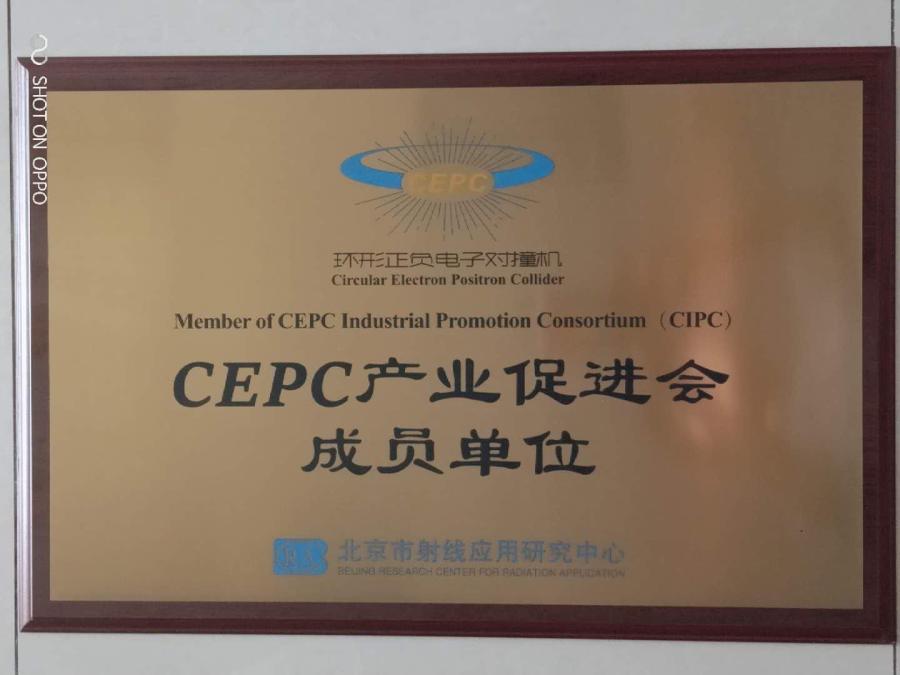 SHOT ON OPPO
CEPC
环形正负电子对撞机
Circular Electron Positron Collider
Member of CEPC Industrial Promotion Consortium（CIPC）
CEPC产业促进会
成员单位
北京市射线应用研究中心
BEIJING RESEARCH CENTER FOR RADIATION APPLICATION